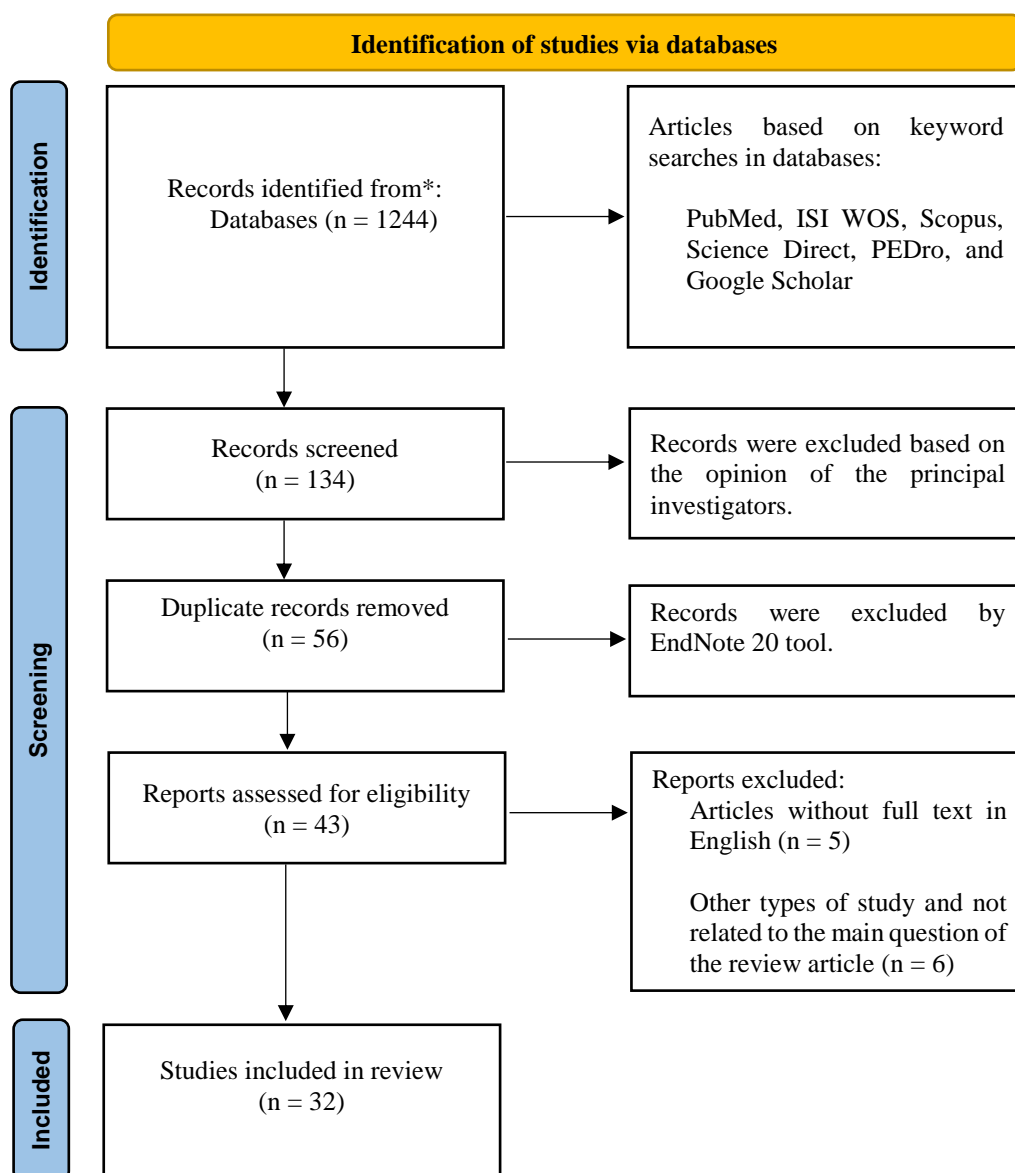 Identification of studies via databases
Identification
Records identified from*:
Databases (n = 1244)
Articles based on keyword
searches in databases:
PubMed, ISI WOS, Scopus,
Science Direct, PEDro, and
Google Scholar
Screening
Records screened
(n = 134)
Records were excluded based on
the opinion of the principal
investigators.
Duplicate records removed
(n = 56)
Records were excluded by
EndNote 20 tool.
Reports assessed for eligibility
(n = 43)
Reports excluded:
Articles without full text in
English (n = 5)
Other types of study and not
related to the main question of
the review article (n = 6)
Included
Studies included in review
(n = 32)